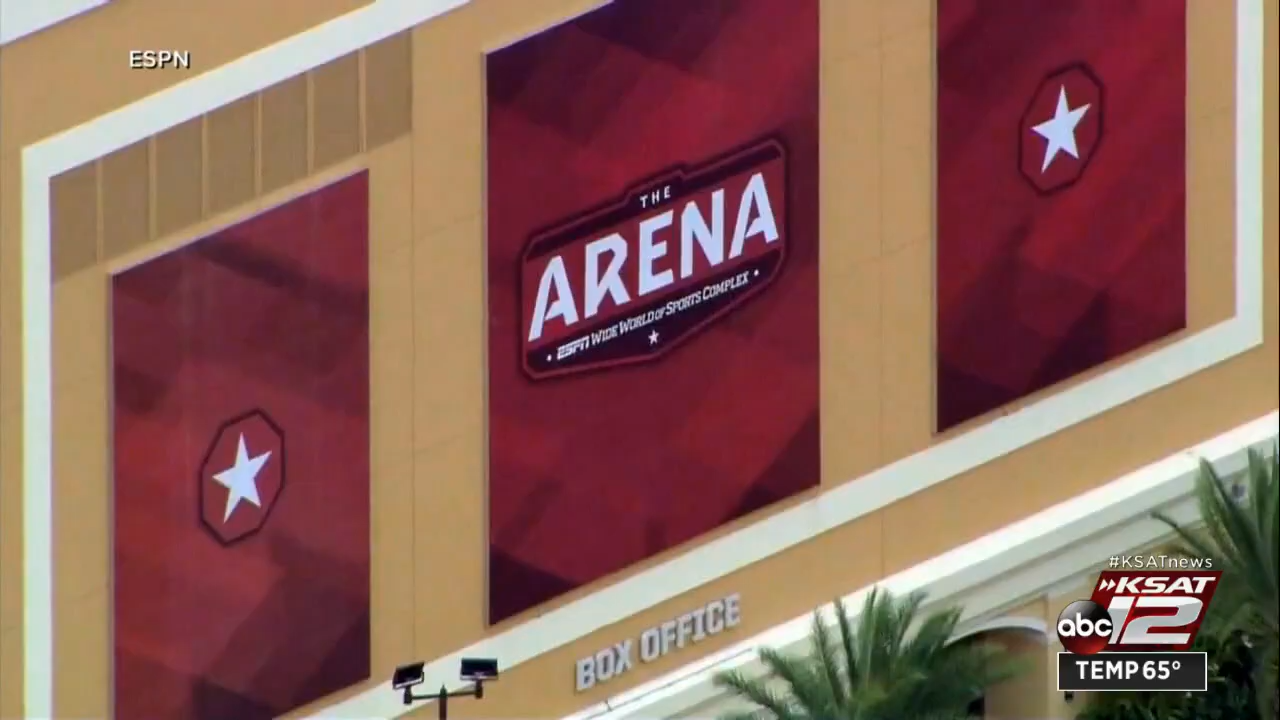 ESPN
THE
ARENA
• ESPN WIDE WORLD OF SPORTS COMPLEX •
BOX OFFICE
#KSATnews
KSAT
abc 12
TEMP 65°